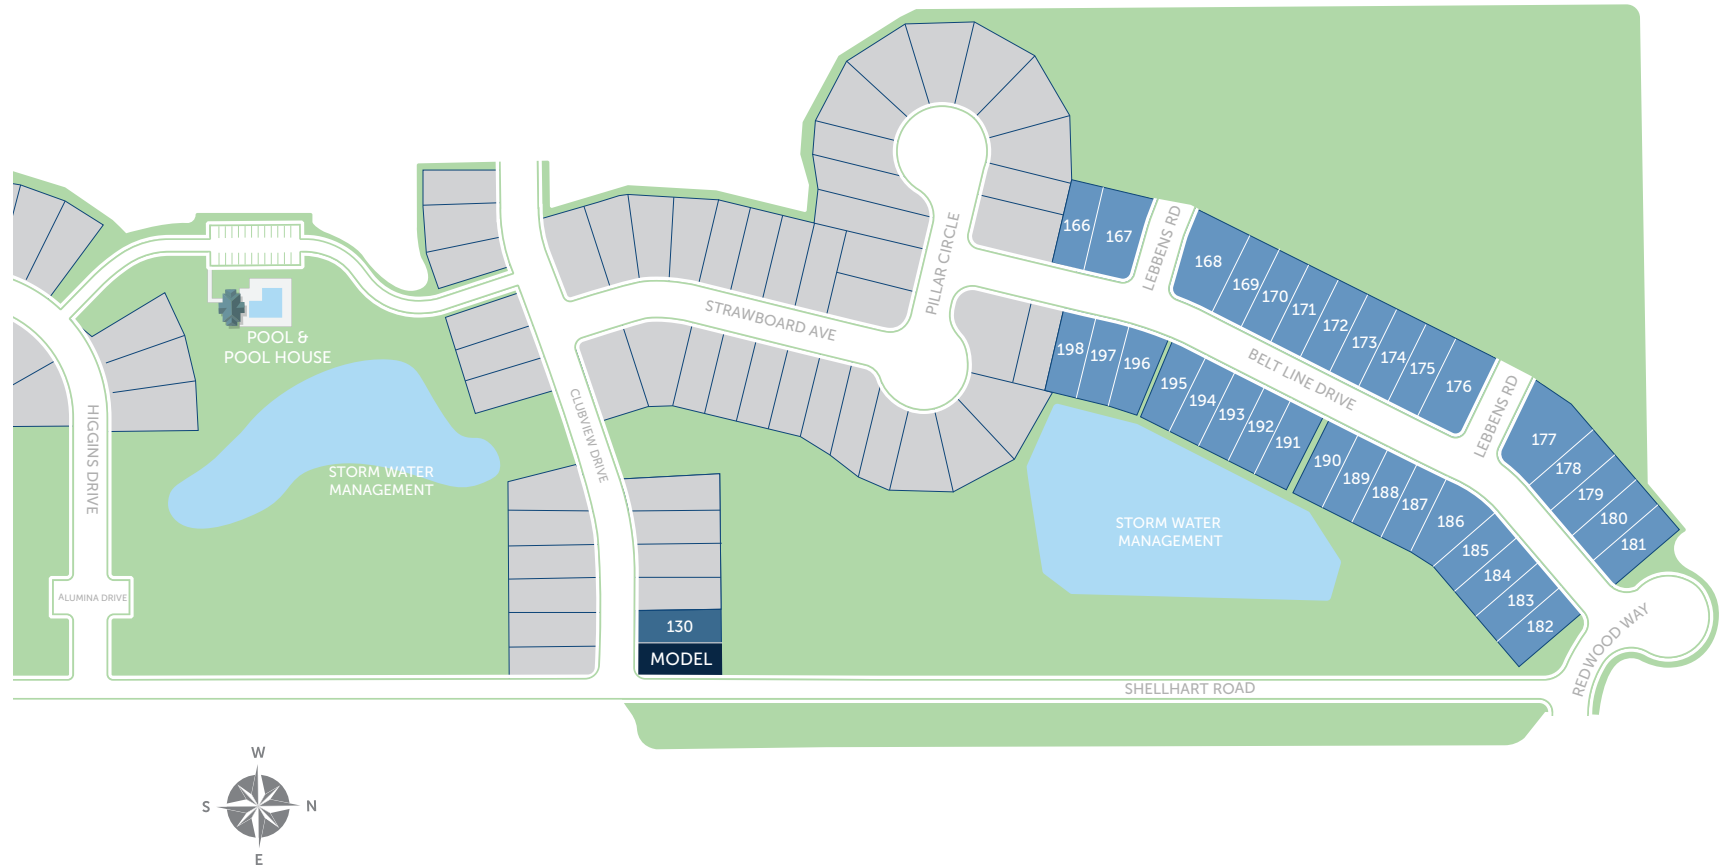 166
167
LEBBENS RD
168
169
170
171
172
173
174
175
176
LEBBENS RD
177
178
179
180
181
PILLAR CIRCLE
STRAWBOARD AVE
BELT LINE DRIVE
198
197
196
195
194
193
192
191
190
189
188
187
186
185
184
183
182
POOL &
POOL HOUSE
HIGGINS DRIVE
CLUBVIEW DRIVE
STORM WATER
MANAGEMENT
STORM WATER
MANAGEMENT
ALUMINA DRIVE
130
MODEL
SHELLHART ROAD
REDWOOD WAY
W
S
N
E